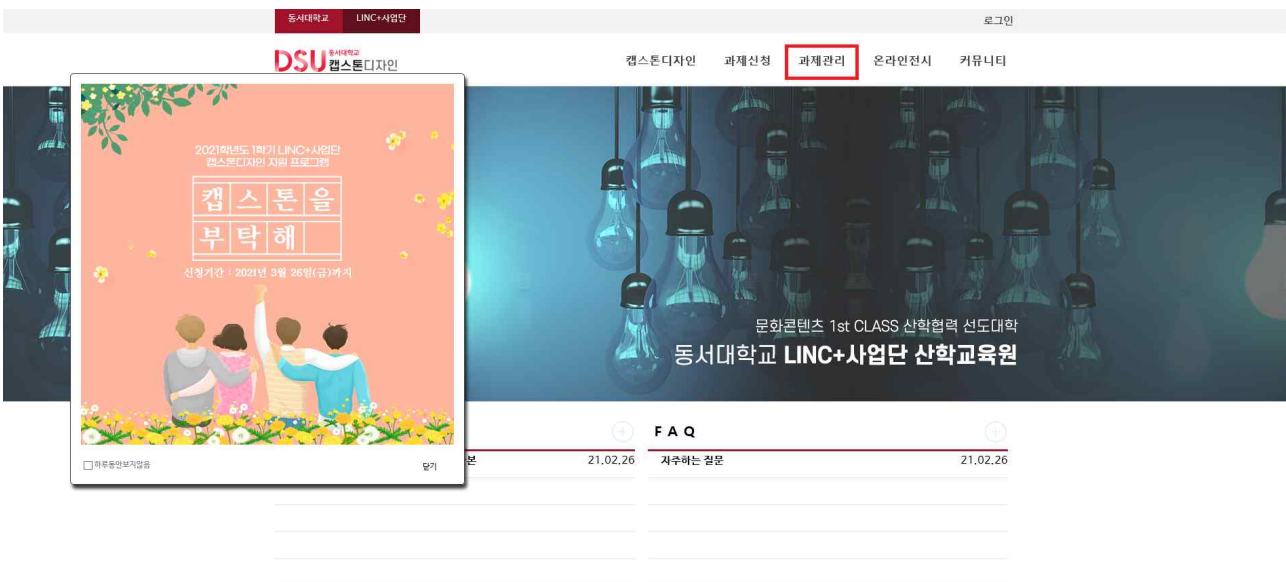 동서대학교 LINC+사업단 로그인
DSU 동서대학교 캡스톤디자인
캡스톤디자인 과제신청 과제관리 온라인전시 커뮤니티
2021학년도 1학기 LINC+사업단
캡스톤디자인 지원 프로그램
캡스톤을
부탁해
신청기간 : 2021년 3월 26일(금)까지
하루동안보지않음 닫기
문화콘텐츠 1st CLASS 산학협력 선도대학
동서대학교 LINC+사업단 산학교육원
본 21.02.26
FAQ
자주하는 질문 21.02.26